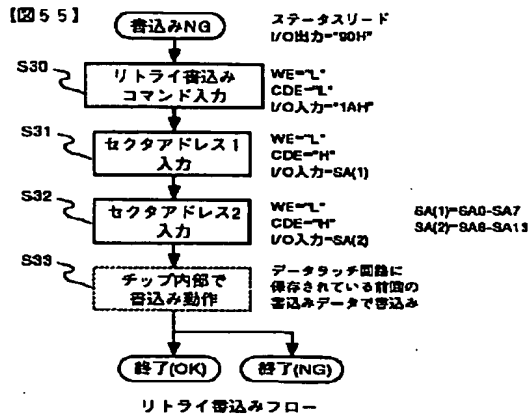 【図55】
書込みNG
ステータスリード
I/O出力="90H"
S30
リトライ書込み
コマンド入力
WE="L"
CDE="L"
I/O入力="1AH"
S31
セクタアドレス1
入力
WE="L"
CDE="H"
I/O入力=SA(1)
S32
セクタアドレス2
入力
WE="L"
CDE="H"
I/O入力=SA(2)
SA(1)=SA0-SA7
SA(2)=SA8-SA13
S33
チップ内部で
書込み動作
データラッチ回路に
保存されている前回の
書込みデータで書込み
終了(OK)
終了(NG)
リトライ書込みフロー